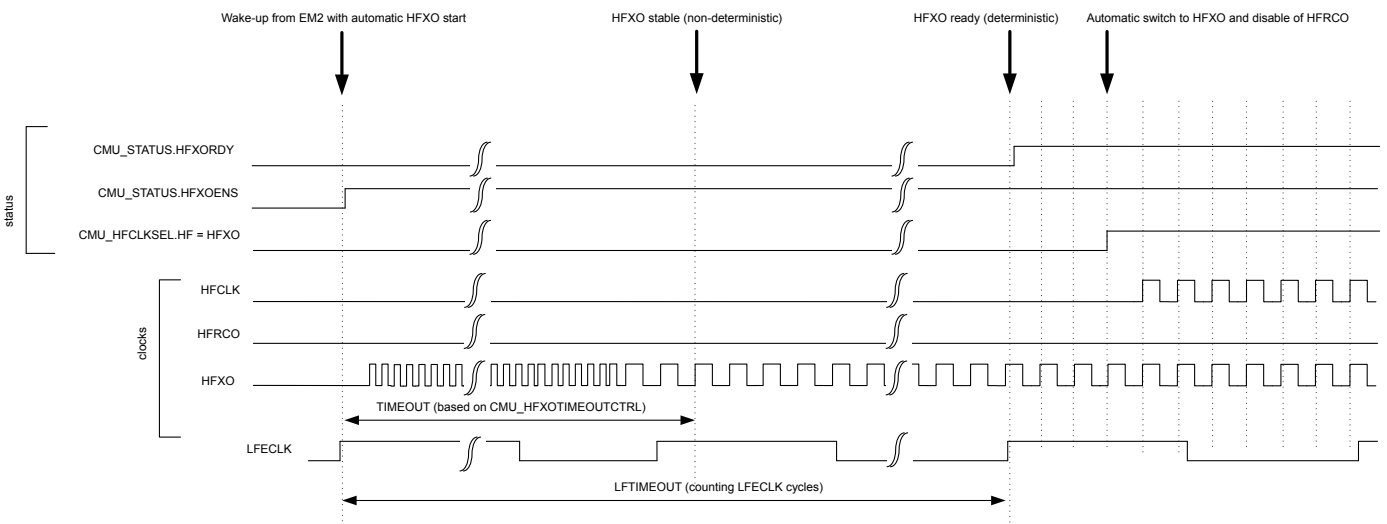 Wake-up from EM2 with automatic HFXO start
HFXO stable (non-deterministic)
HFXO ready (deterministic)
Automatic switch to HFXO and disable of HFRCO
status
CMU_STATUS.HFXORDY
CMU_STATUS.HFXOENS
CMU_HFCLKSEL.HF = HFXO
clocks
HFCLK
HFRCO
HFXO
TIMEOUT (based on CMU_HFXOTIMEOUTCTRL)
LFECLK
LFTIMEOUT (counting LFECLK cycles)